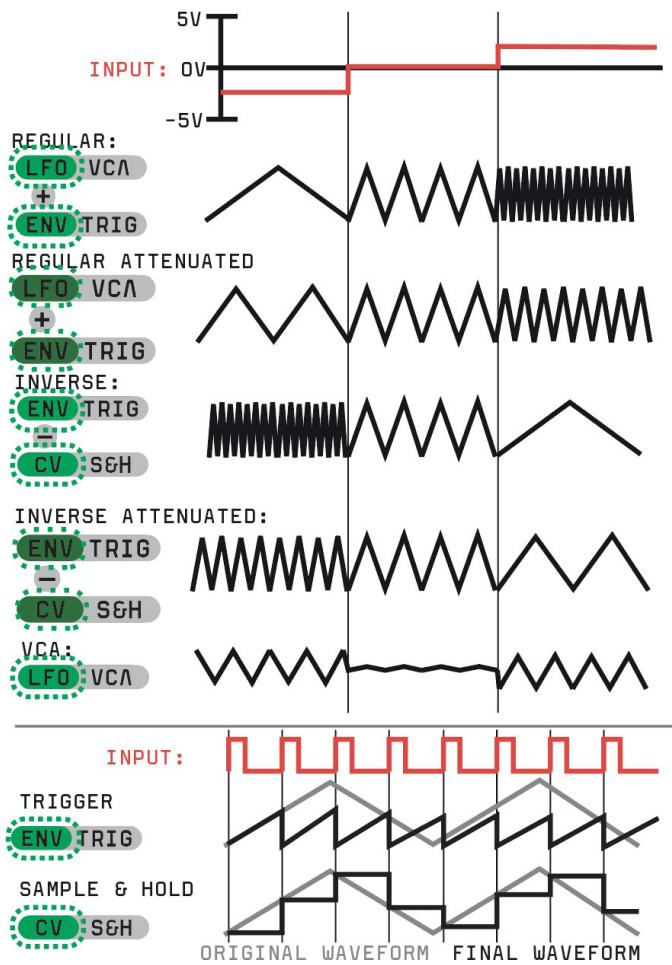 5V
INPUT: 0V
-5V
REGULAR:
LFO VCA
+
ENV TRIG
REGULAR ATTENUATED
LFO VCA
+
ENV TRIG
INVERSE:
ENV TRIG
−
CV S&H
INVERSE ATTENUATED:
ENV TRIG
−
CV S&H
VCA:
LFO VCA
INPUT:
TRIGGER
ENV TRIG
SAMPLE & HOLD
CV S&H
ORIGINAL WAVEFORM FINAL WAVEFORM